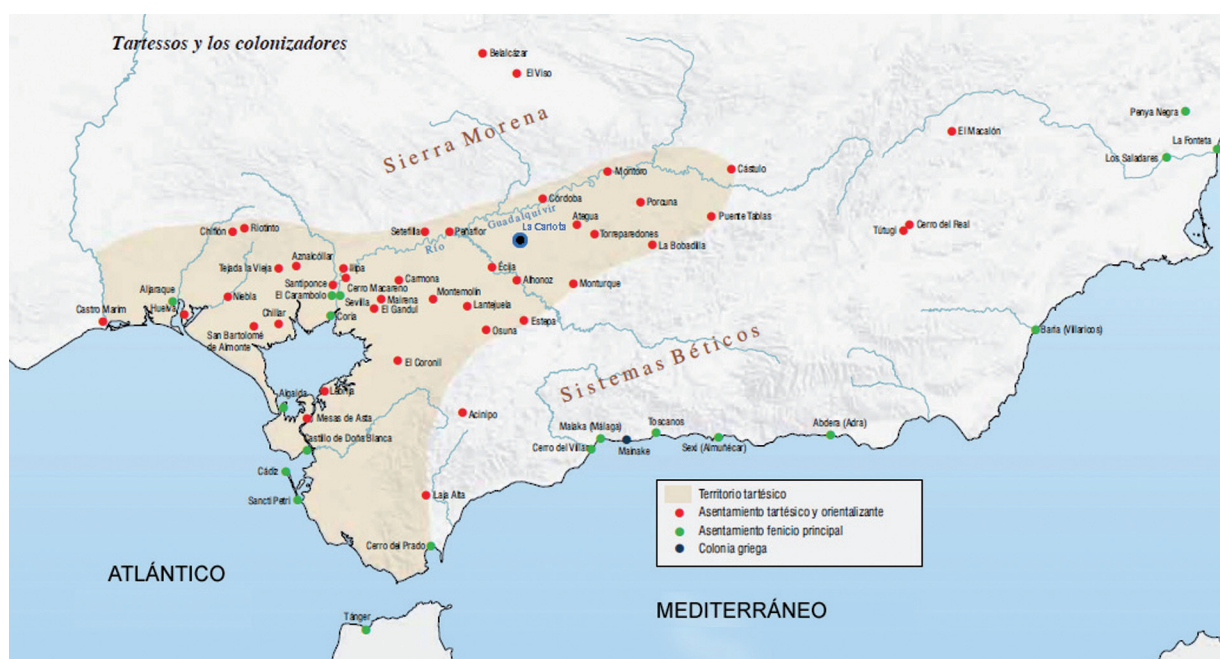 Tartessos y los colonizadores
Belalcázar
El Viso
Sierra Morena
Penya Negra
El Macalón
La Fonteta
Los Saladares
Montoro
Cástulo
Córdoba
Porcuna
Río Guadalquivir
Ategua
Puente Tablas
La Carlota
Torreparedones
La Bobadilla
Cerro del Real
Tútugi
Chiflón
Riotinto
Setefilla
Peñaflor
Aznalcóllar
Tejada la Vieja
Ilipa
Écija
Santiponce
Carmona
Alhonoz
Monturque
Aljaraque
Niebla
El Carambolo
Cerro Macareno
Sevilla
Mairena
Montemolín
El Gandul
Lantejuela
Castro Marim
Huelva
Chillar
Coria
Estepa
Osuna
San Bartolomé
de Almonte
Baria (Villaricos)
El Coronil
Sistemas Béticos
Algaida
Mesas de Asta
Acinipo
Castillo de Doña Blanca
Malaka (Málaga)
Toscanos
Abdera (Adra)
Cerro del Villar
Mainake
Sexi (Almuñécar)
Cádiz
Sancti Petri
Laja Alta
Cerro del Prado
Territorio tartésico
Asentamiento tartésico y orientalizante
Asentamiento fenicio principal
Colonia griega
ATLÁNTICO
MEDITERRÁNEO
Tánger